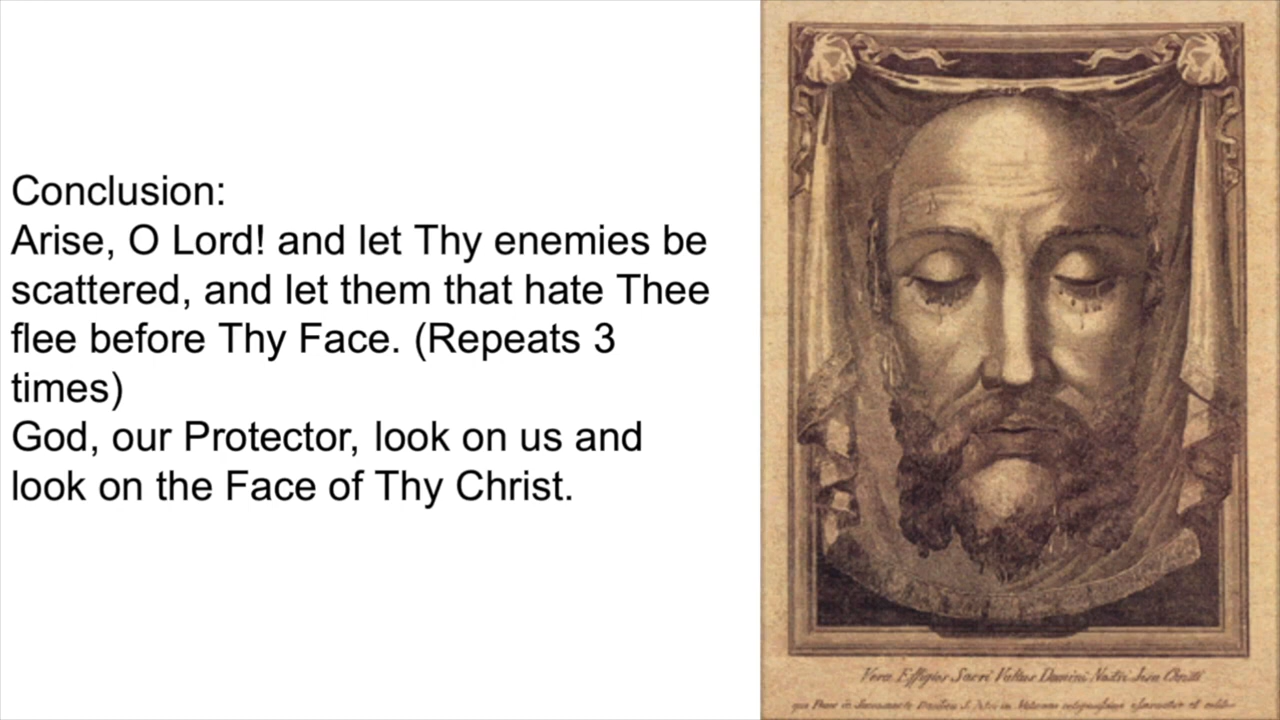 Conclusion:
Arise, O Lord! and let Thy enemies be
scattered, and let them that hate Thee
flee before Thy Face. (Repeats 3
times)
God, our Protector, look on us and
look on the Face of Thy Christ.
Vera Effigies Sacri Vultus Domini Nostri Jesu Christi